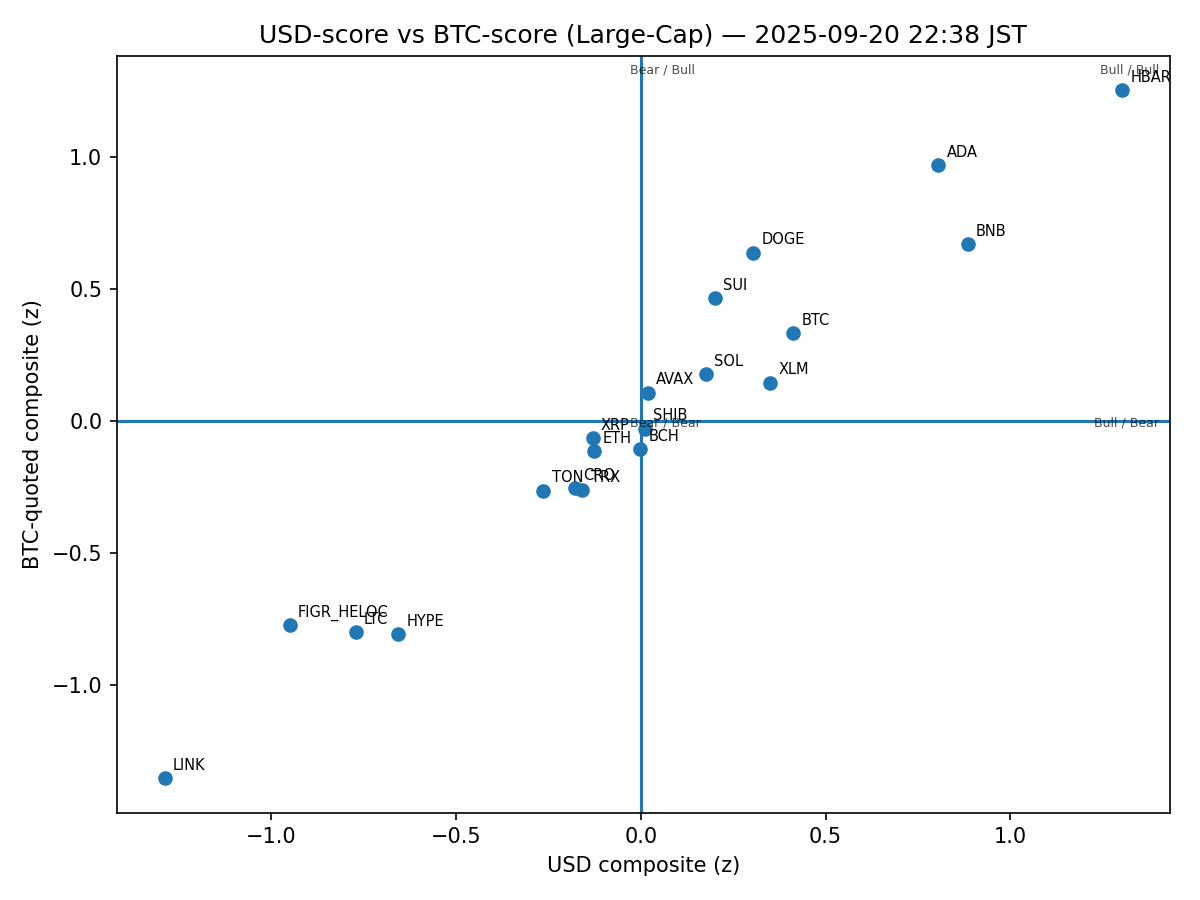 USD-score vs BTC-score (Large-Cap) — 2025-09-20 22:38 JST
Bear / Bull
Bull / Bull
HBAR
1.0
ADA
BNB
DOGE
0.5
SUI
BTC
SOL
XLM
AVAX
SHIB
0.0
XRP
Bear / Bear
Bull / Bear
ETH
BCH
TON
CRO
TRX
−0.5
FIGR_HELOC
LTC
HYPE
−1.0
LINK
BTC-quoted composite (z)
−1.0
−0.5
0.0
0.5
1.0
USD composite (z)